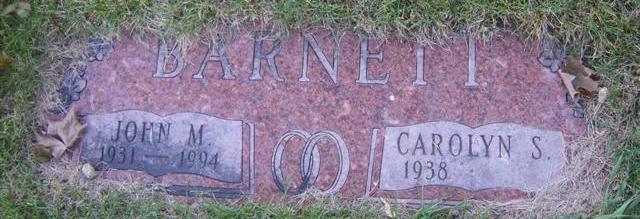 BARNETT
JOHN M.
1931 — 1994
CAROLYN S.
1938